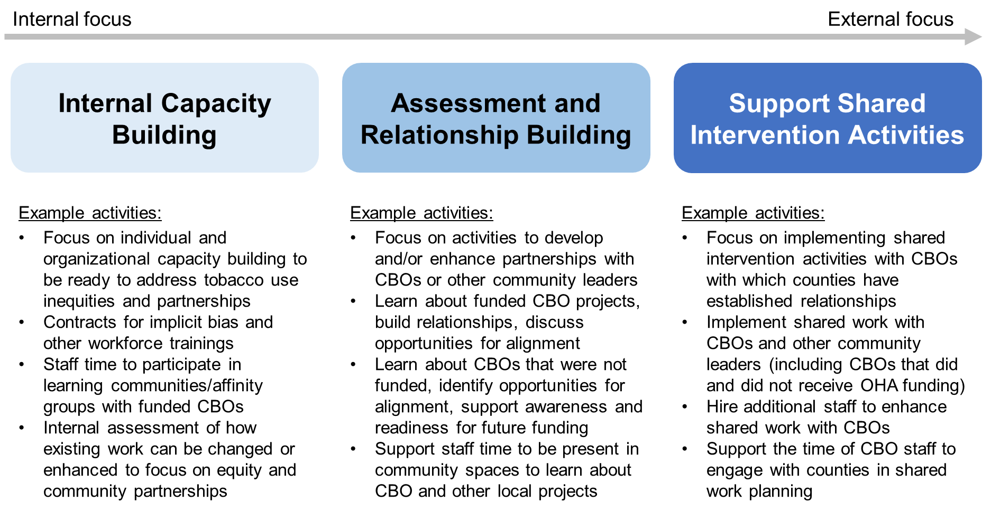 Internal focus
External focus
Internal Capacity
Building
Example activities:
• Focus on individual and
organizational capacity building to
be ready to address tobacco use
inequities and partnerships
• Contracts for implicit bias and
other workforce trainings
• Staff time to participate in
learning communities/affinity
groups with funded CBOs
• Internal assessment of how
existing work can be changed or
enhanced to focus on equity and
community partnerships
Assessment and
Relationship Building
Example activities:
• Focus on activities to develop
and/or enhance partnerships with
CBOs or other community leaders
• Learn about funded CBO projects,
build relationships, discuss
opportunities for alignment
• Learn about CBOs that were not
funded, identify opportunities for
alignment, support awareness and
readiness for future funding
• Support staff time to be present in
community spaces to learn about
CBO and other local projects
Support Shared
Intervention Activities
Example activities:
• Focus on implementing shared
intervention activities with CBOs
with which counties have
established relationships
• Implement shared work with
CBOs and other community
leaders (including CBOs that did
and did not receive OHA funding)
• Hire additional staff to enhance
shared work with CBOs
• Support the time of CBO staff to
engage with counties in shared
work planning